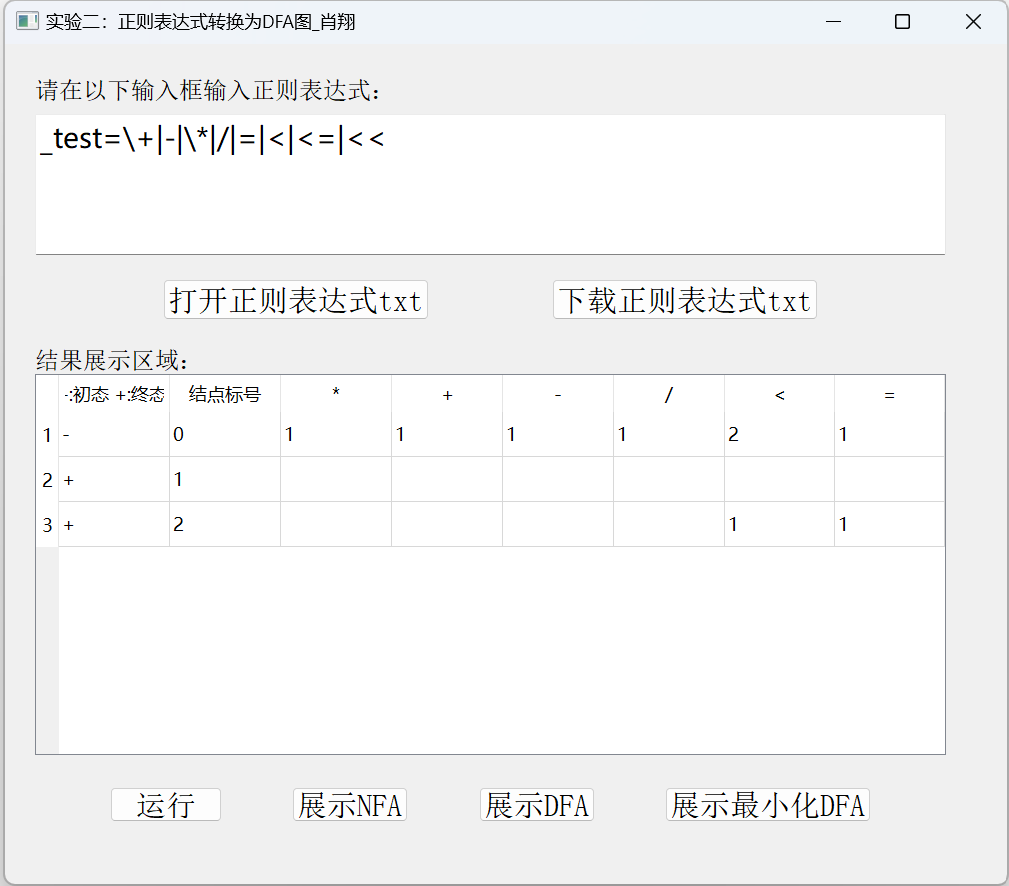 实验二：正则表达式转换为DFA图_肖翔
请在以下输入框输入正则表达式：
_test=\+|-|\*|/|=|<|<=|<<
打开正则表达式txt 下载正则表达式txt
结果展示区域：
-:初态 +:终态 结点标号 * + - / < =
1 - 0 1 1 1 1 2 1
2 + 1
3 + 2 1 1
运行 展示NFA 展示DFA 展示最小化DFA